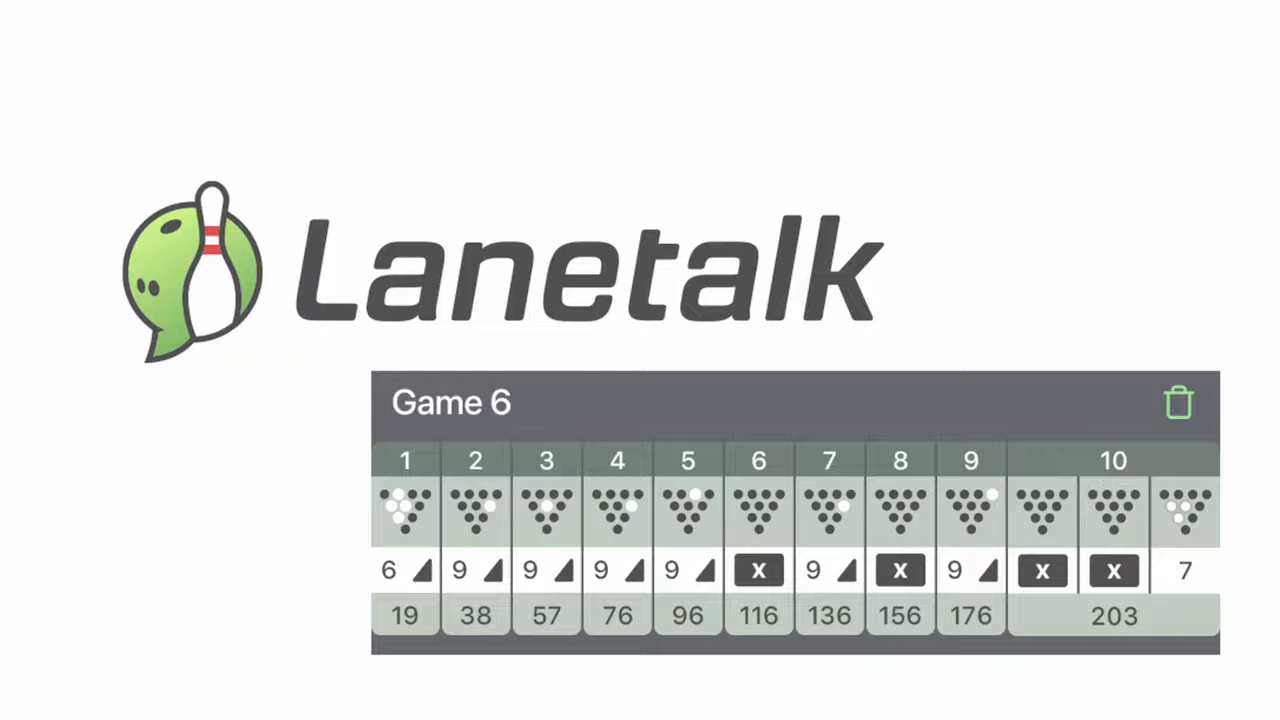 Lanetalk
Game 6
1 2 3 4 5 6 7 8 9 10
6 9 9 9 9 X 9 X 9 X X 7
19 38 57 76 96 116 136 156 176 203